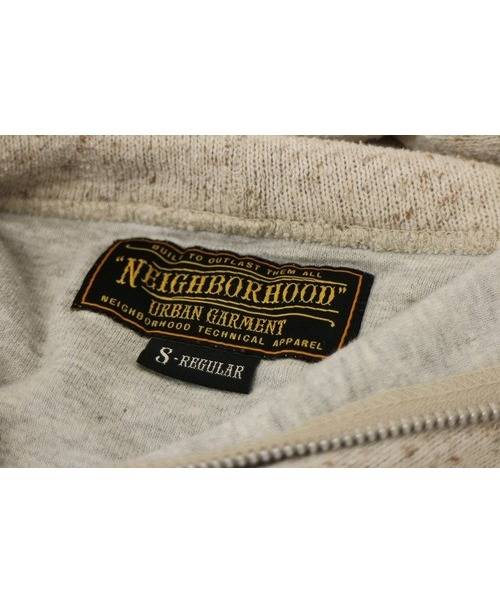 BUILT TO OUTLAST THEM ALL
"NEIGHBORHOOD"
URBAN GARMENT
NEIGHBORHOOD TECHNICAL APPAREL
S-REGULAR